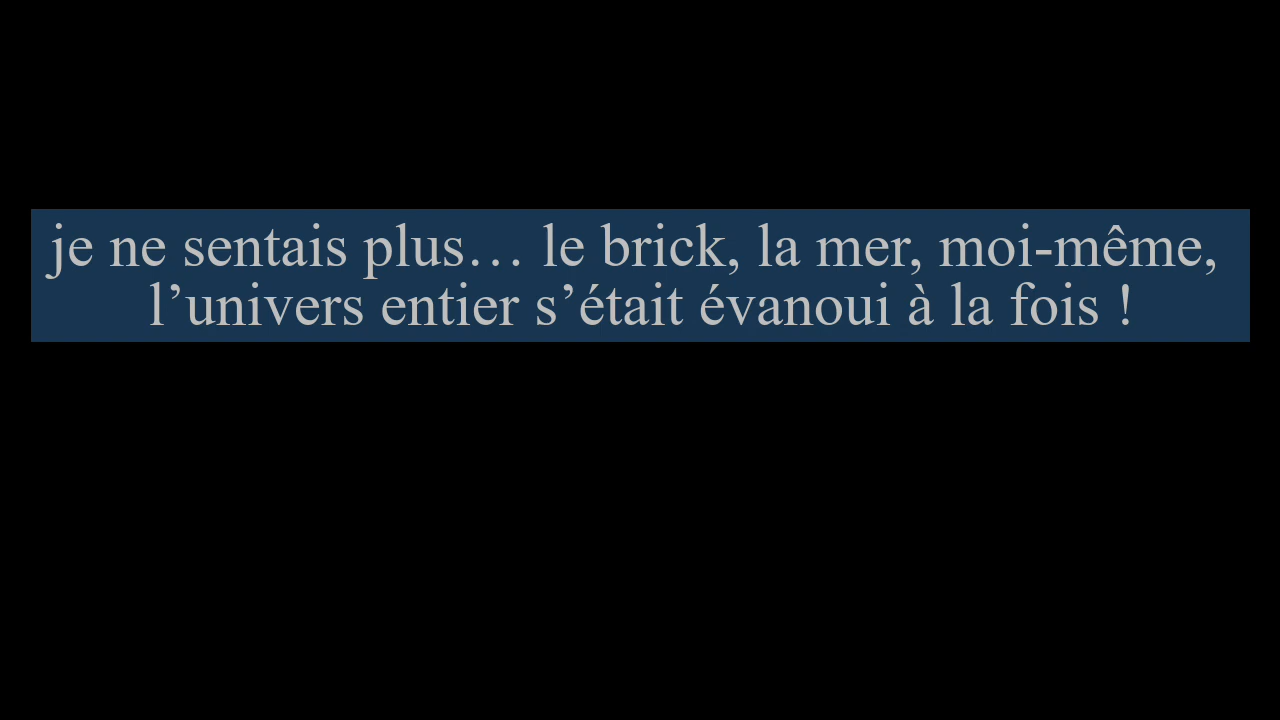 je ne sentais plus… le brick, la mer, moi-même,
l’univers entier s’était évanoui à la fois !